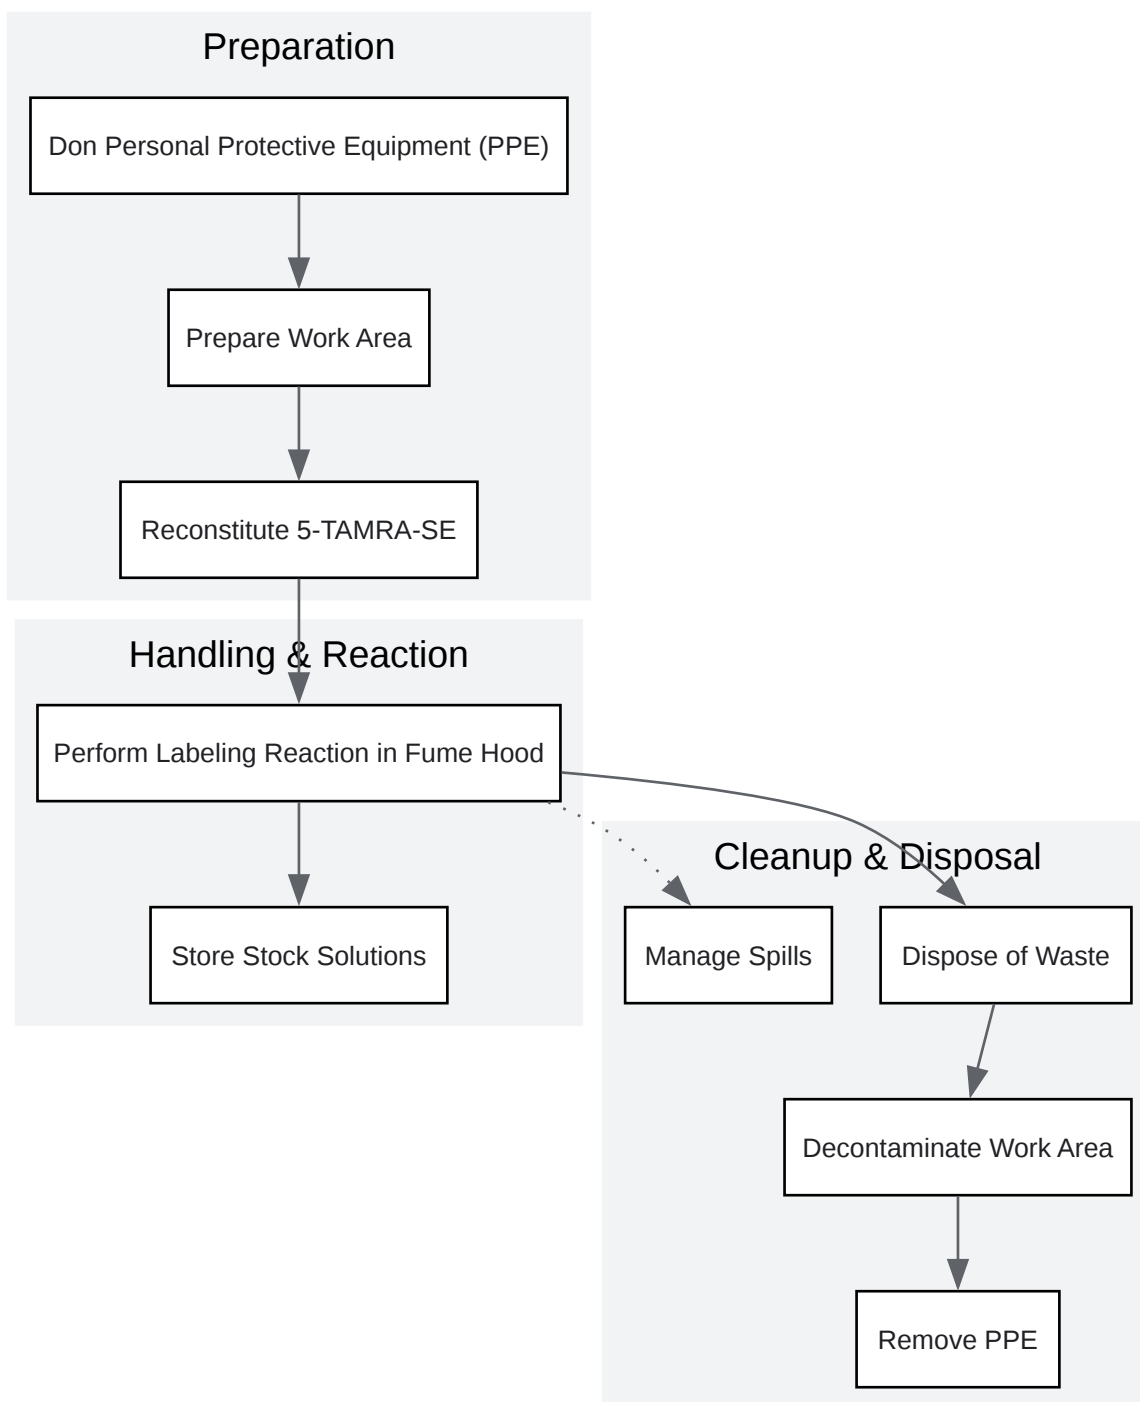 Preparation
Don Personal Protective Equipment (PPE)
Prepare Work Area
Reconstitute 5-TAMRA-SE
Handling & Reaction
Perform Labeling Reaction in Fume Hood
Store Stock Solutions
Cleanup & Disposal
Manage Spills
Dispose of Waste
Decontaminate Work Area
Remove PPE